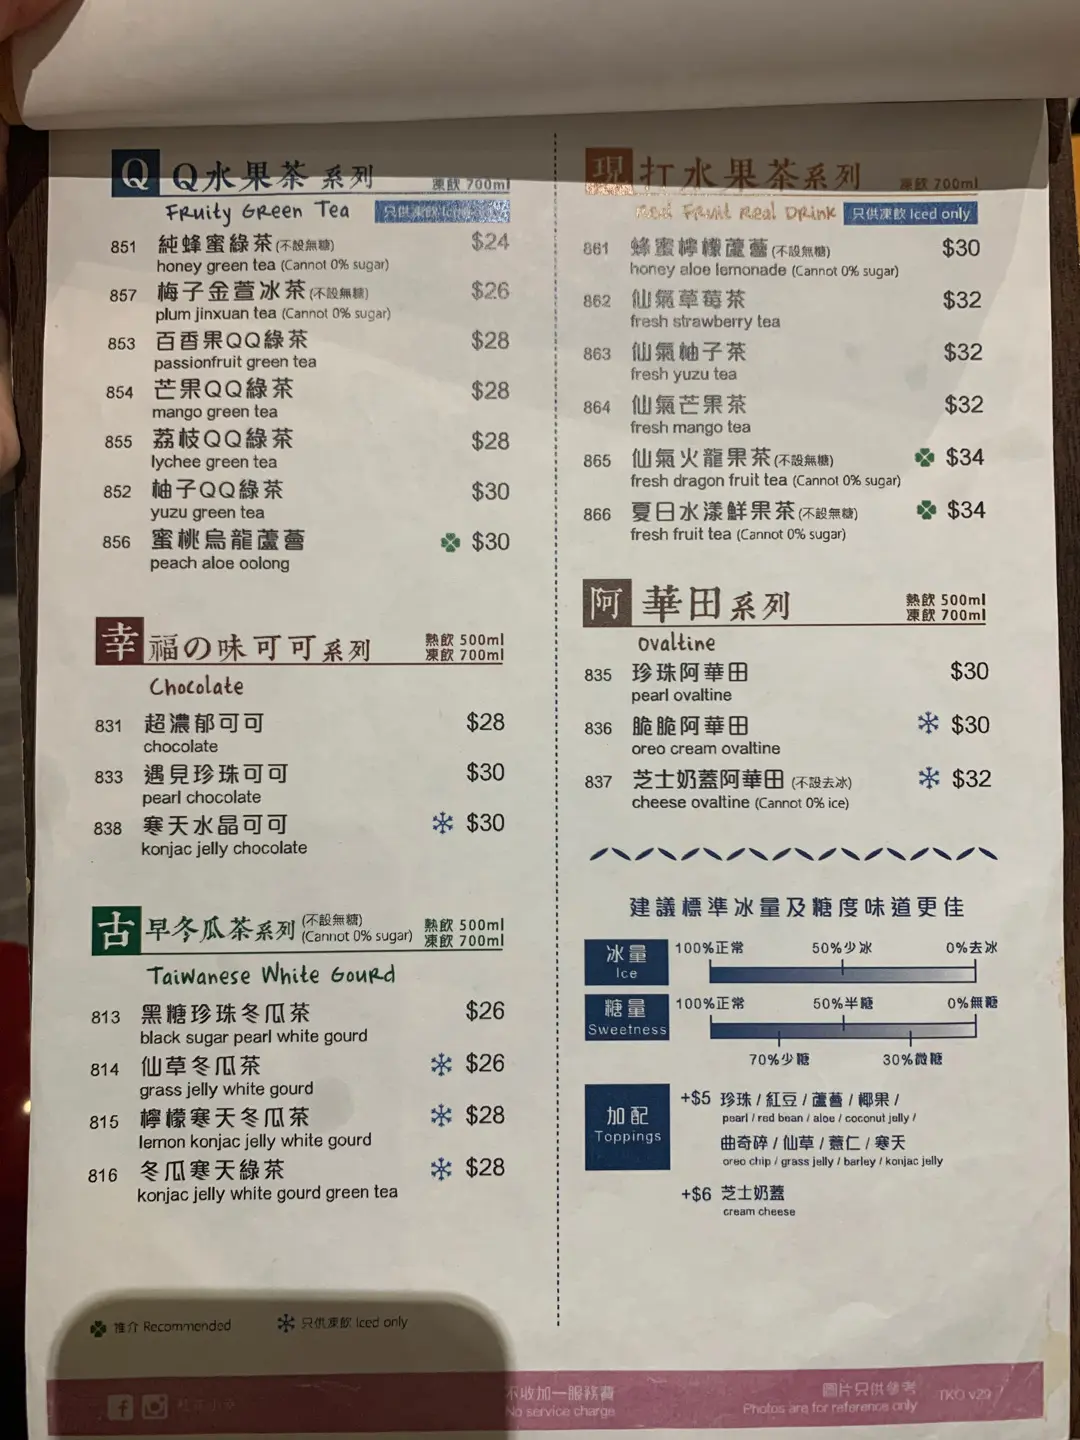 Q Q水果茶 系列 凍飲 700ml
Fruity Green Tea 只供凍飲 Iced only
851 純蜂蜜綠茶(不設無糖) $24
honey green tea (Cannot 0% sugar)
857 梅子金萱冰茶(不設無糖) $26
plum jinxuan tea (Cannot 0% sugar)
853 百香果QQ綠茶 $28
passionfruit green tea
854 芒果QQ綠茶 $28
mango green tea
855 荔枝QQ綠茶 $28
lychee green tea
852 柚子QQ綠茶 $30
yuzu green tea
856 蜜桃烏龍蘆薈 $30
peach aloe oolong
幸福の味可可系列 熱飲 500ml
凍飲 700ml
Chocolate
831 超濃郁可可 $28
chocolate
833 遇見珍珠可可 $30
pearl chocolate
838 寒天水晶可可 $30
konjac jelly chocolate
古早冬瓜茶系列 (不設無糖) 熱飲 500ml
(Cannot 0% sugar) 凍飲 700ml
Taiwanese White Gourd
813 黑糖珍珠冬瓜茶 $26
black sugar pearl white gourd
814 仙草冬瓜茶 $26
grass jelly white gourd
815 檸檬寒天冬瓜茶 $28
lemon konjac jelly white gourd
816 冬瓜寒天綠茶 $28
konjac jelly white gourd green tea
推介 Recommended 只供凍飲 Iced only
現打水果茶系列 凍飲 700ml
Real Fruit Real Drink 只供凍飲 Iced only
861 蜂蜜檸檬蘆薈(不設無糖) $30
honey aloe lemonade (Cannot 0% sugar)
862 仙氣草莓茶 $32
fresh strawberry tea
863 仙氣柚子茶 $32
fresh yuzu tea
864 仙氣芒果茶 $32
fresh mango tea
865 仙氣火龍果茶(不設無糖) $34
fresh dragon fruit tea (Cannot 0% sugar)
866 夏日水漾鮮果茶(不設無糖) $34
fresh fruit tea (Cannot 0% sugar)
阿華田系列 熱飲 500ml
凍飲 700ml
Ovaltine
835 珍珠阿華田 $30
pearl ovaltine
836 脆脆阿華田 $30
oreo cream ovaltine
837 芝士奶蓋阿華田 (不設去冰) $32
cheese ovaltine (Cannot 0% ice)
建議標準冰量及糖度味道更佳
冰量 100%正常 50%少冰 0%去冰
Ice
糖量 100%正常 50%半糖 0%無糖
Sweetness
70%少糖 30%微糖
加配
Toppings
+$5 珍珠 / 紅豆 / 蘆薈 / 椰果 /
pearl / red bean / aloe / coconut jelly /
曲奇碎 / 仙草 / 薏仁 / 寒天
oreo chip / grass jelly / barley / konjac jelly
+$6 芝士奶蓋
cream cheese
不收加一服務費
No service charge
圖片只供參考
Photos are for reference only
TKO v29